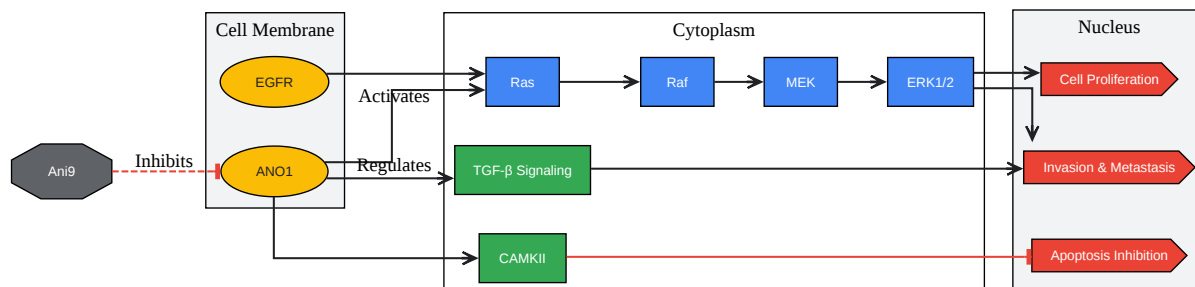 Cell Membrane
Cytoplasm
Nucleus
EGFR
Ras
Raf
MEK
ERK1/2
Cell Proliferation
Activates
Inhibits
Regulates
Ani9
ANO1
TGF-β Signaling
Invasion & Metastasis
CAMKII
Apoptosis Inhibition